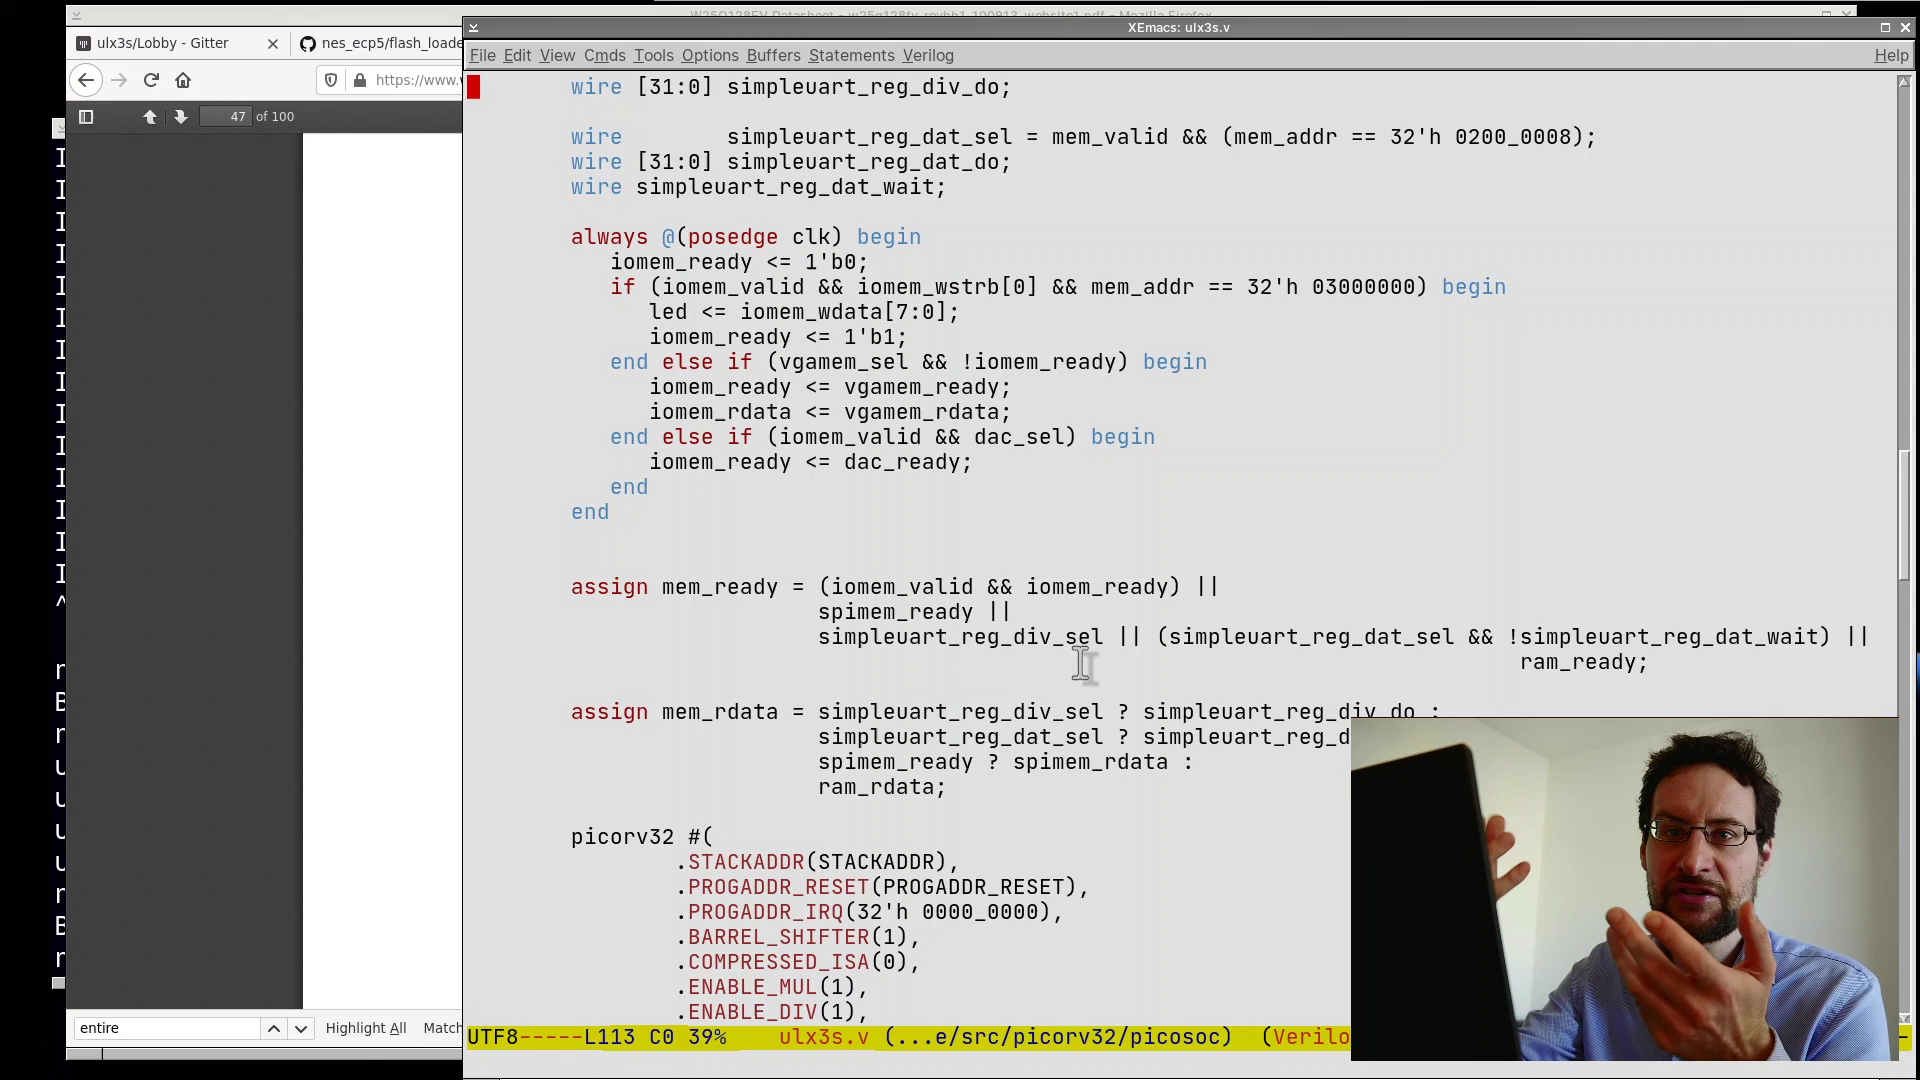 W25Q128FV Datasheet - w25q128fv_revhh1_100913_website1.pdf - Mozilla Firefox
XEmacs: ulx3s.v
ulx3s/Lobby - Gitter
nes_ecp5/flash_loade
https://www.
47 of 100
File Edit View Cmds Tools Options Buffers Statements Verilog Help
wire [31:0] simpleuart_reg_div_do;
wire simpleuart_reg_dat_sel = mem_valid && (mem_addr == 32'h 0200_0008);
wire [31:0] simpleuart_reg_dat_do;
wire simpleuart_reg_dat_wait;
always @(posedge clk) begin
iomem_ready <= 1'b0;
if (iomem_valid && iomem_wstrb[0] && mem_addr == 32'h 03000000) begin
led <= iomem_wdata[7:0];
iomem_ready <= 1'b1;
end else if (vgamem_sel && !iomem_ready) begin
iomem_ready <= vgamem_ready;
iomem_rdata <= vgamem_rdata;
end else if (iomem_valid && dac_sel) begin
iomem_ready <= dac_ready;
end
end
assign mem_ready = (iomem_valid && iomem_ready) ||
spimem_ready ||
simpleuart_reg_div_sel || (simpleuart_reg_dat_sel && !simpleuart_reg_dat_wait) ||
ram_ready;
assign mem_rdata = simpleuart_reg_div_sel ? simpleuart_reg_div_do :
simpleuart_reg_dat_sel ? simpleuart_reg_d
spimem_ready ? spimem_rdata :
ram_rdata;
picorv32 #(
.STACKADDR(STACKADDR),
.PROGADDR_RESET(PROGADDR_RESET),
.PROGADDR_IRQ(32'h 0000_0000),
.BARREL_SHIFTER(1),
.COMPRESSED_ISA(0),
.ENABLE_MUL(1),
.ENABLE_DIV(1),
entire
Highlight All
Match
UTF8-----L113 C0 39% ulx3s.v (...e/src/picorv32/picosoc) (Verilo